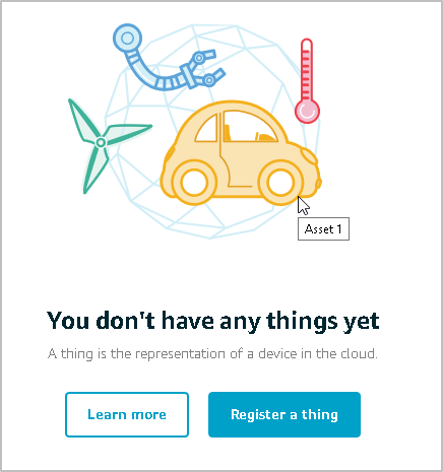 Asset 1
You don't have any things yet
A thing is the representation of a device in the cloud.
Learn more
Register a thing